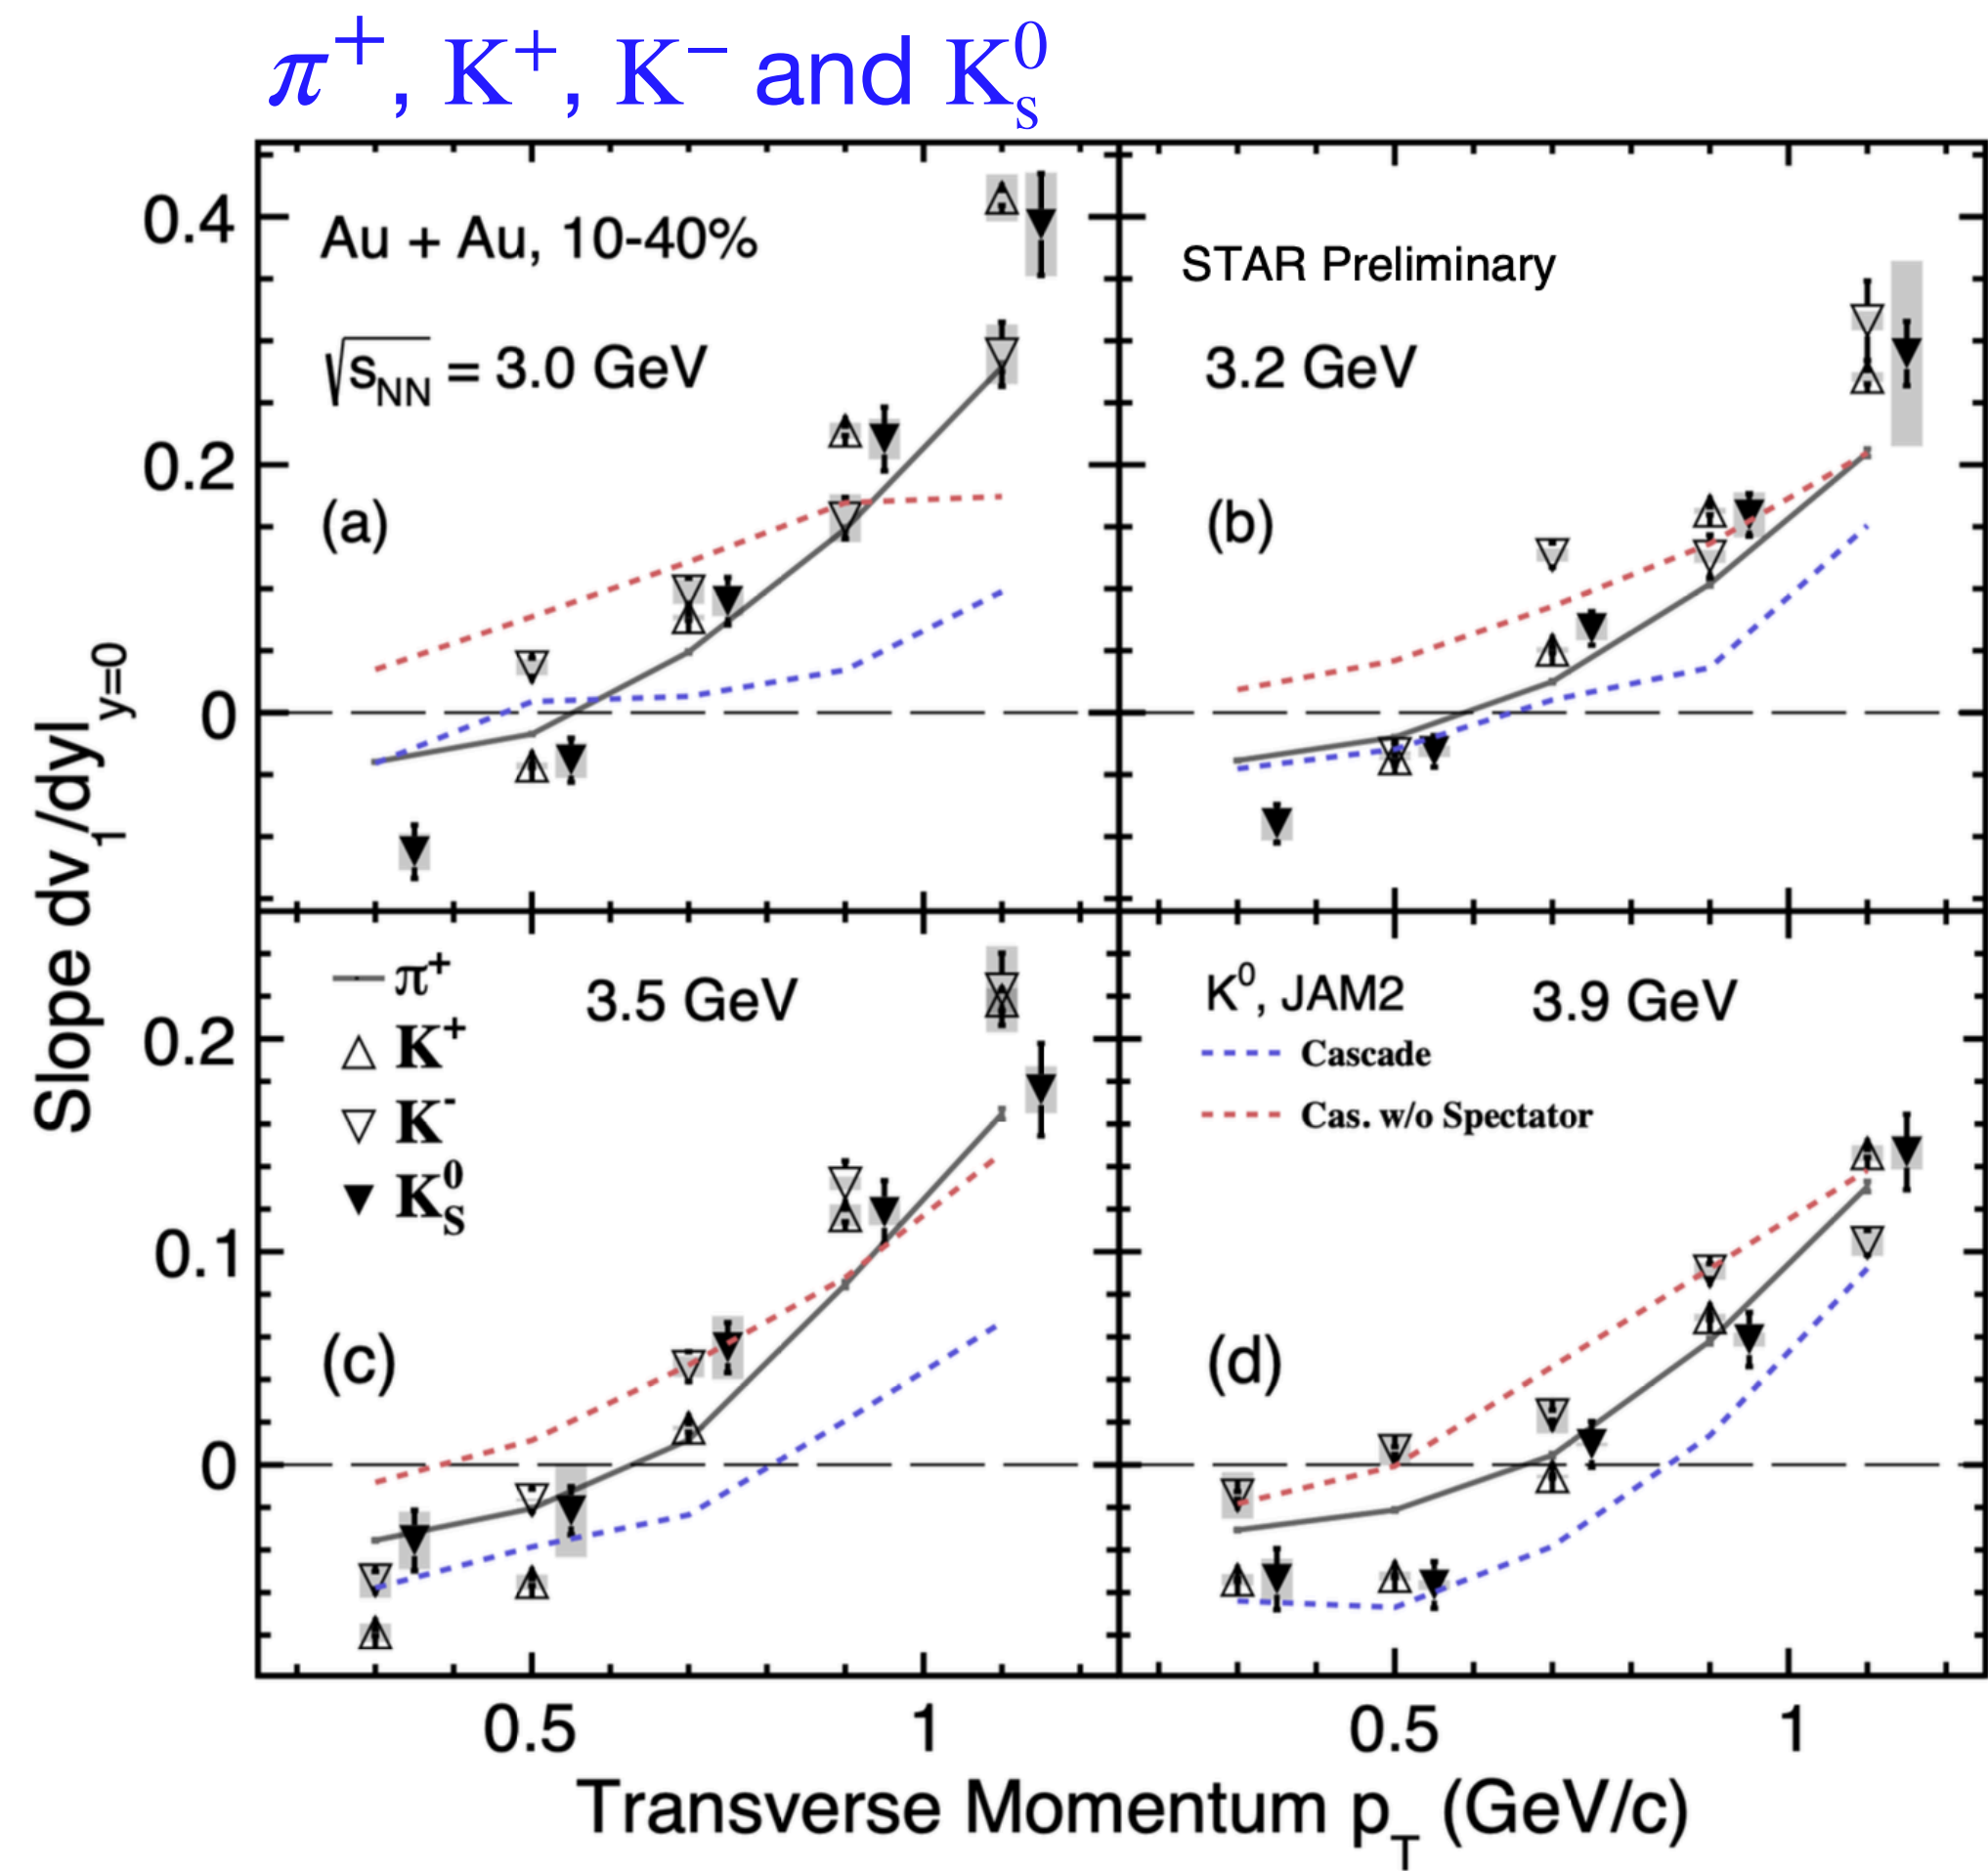 π⁺, K⁺, K⁻ and K⁰ₛ
Slope dv₁/dy|y=0
0.4
0.2
0
Au + Au, 10-40%
√sNN = 3.0 GeV
(a)
STAR Preliminary
3.2 GeV
(b)
0.2
0.1
0
π⁺
K⁺
K⁻
K⁰S
3.5 GeV
(c)
K⁰, JAM2
3.9 GeV
Cascade
Cas. w/o Spectator
(d)
0.5
1
0.5
1
Transverse Momentum pT (GeV/c)